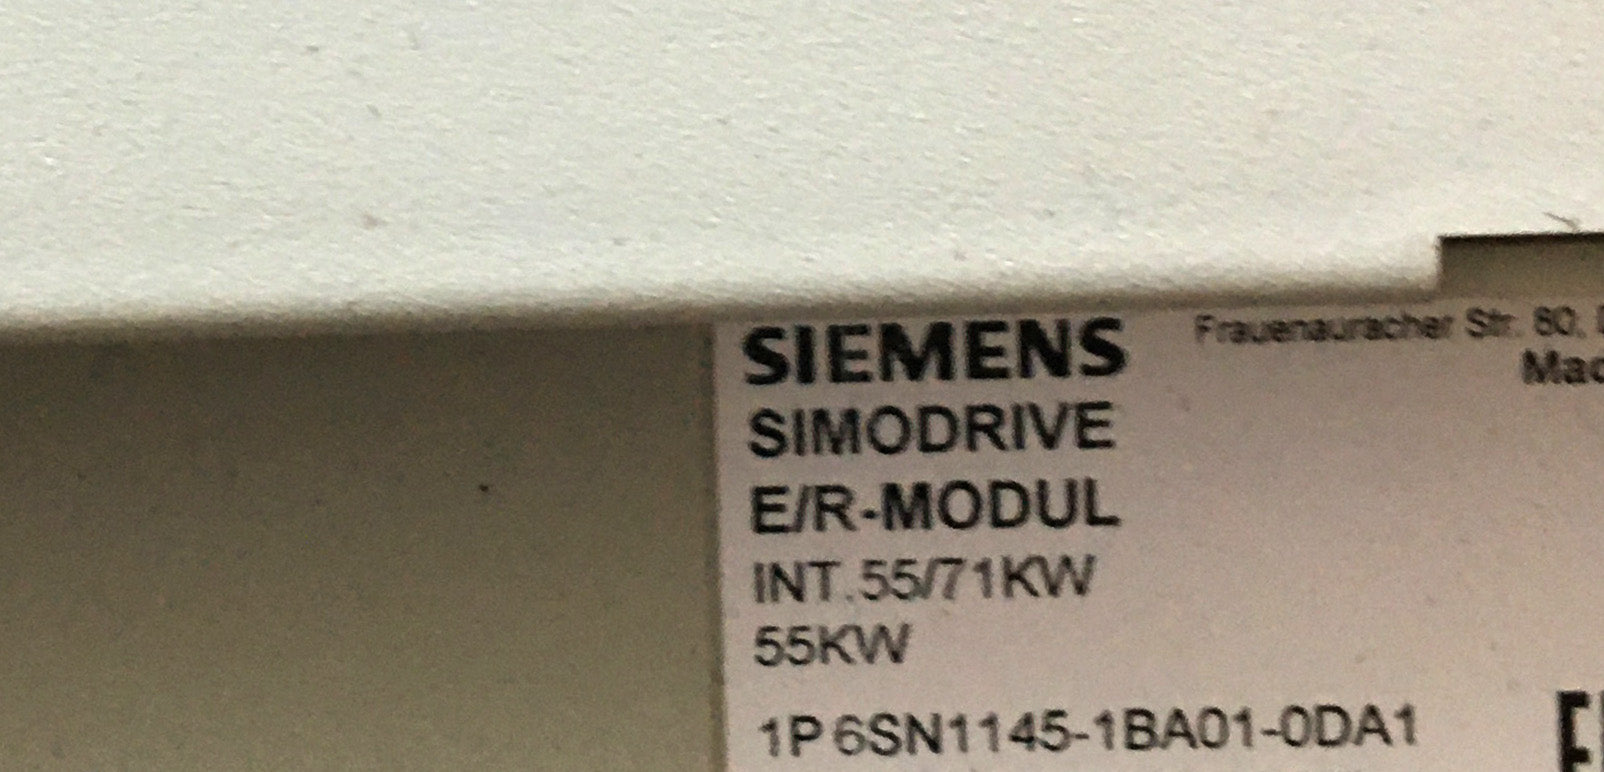 SIEMENS
Frauenauracher Str. 80,
SIMODRIVE
E/R-MODUL
INT.55/71KW
55KW
1P 6SN1145-1BA01-0DA1